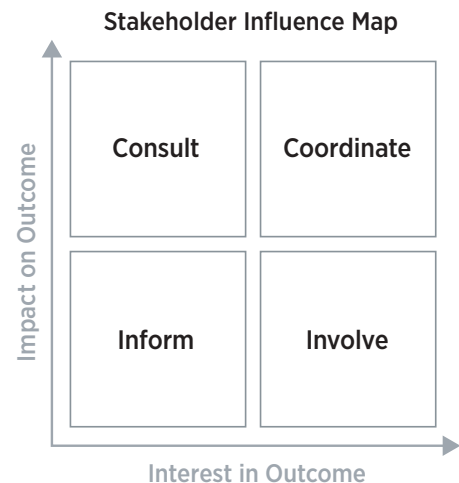 Stakeholder Influence Map
Impact on Outcome
Consult
Coordinate
Inform
Involve
Interest in Outcome